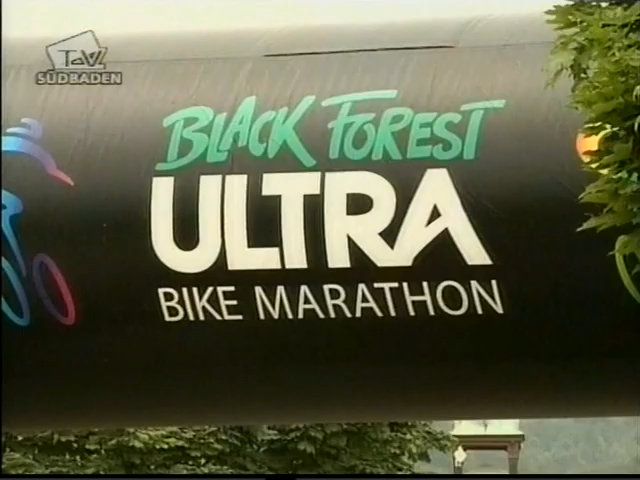 TV
SÜDBADEN
BLACK FOREST
ULTRA
BIKE MARATHON